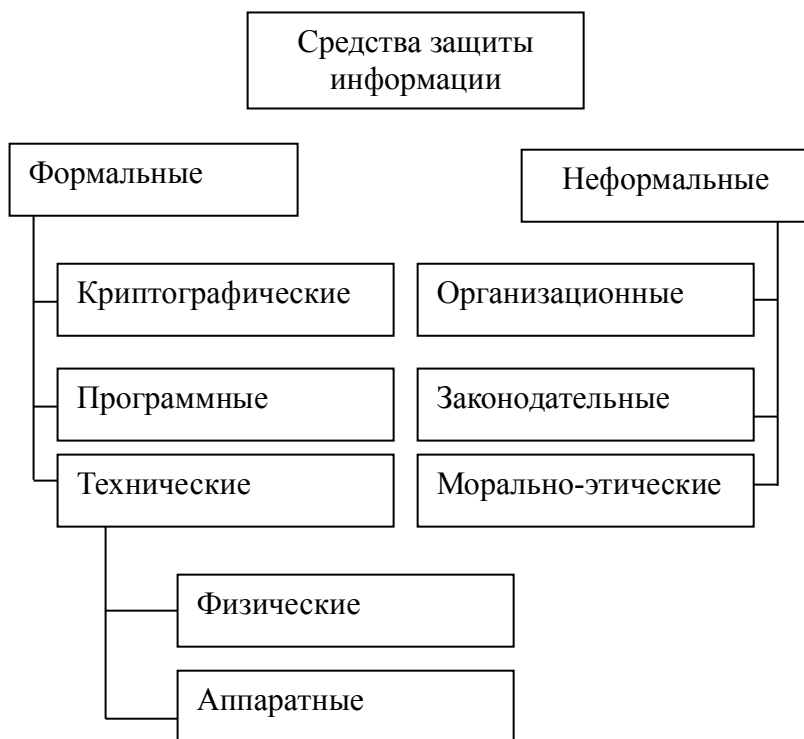 Средства защиты
информации
Формальные
Неформальные
Криптографические
Организационные
Программные
Законодательные
Технические
Морально-этические
Физические
Аппаратные